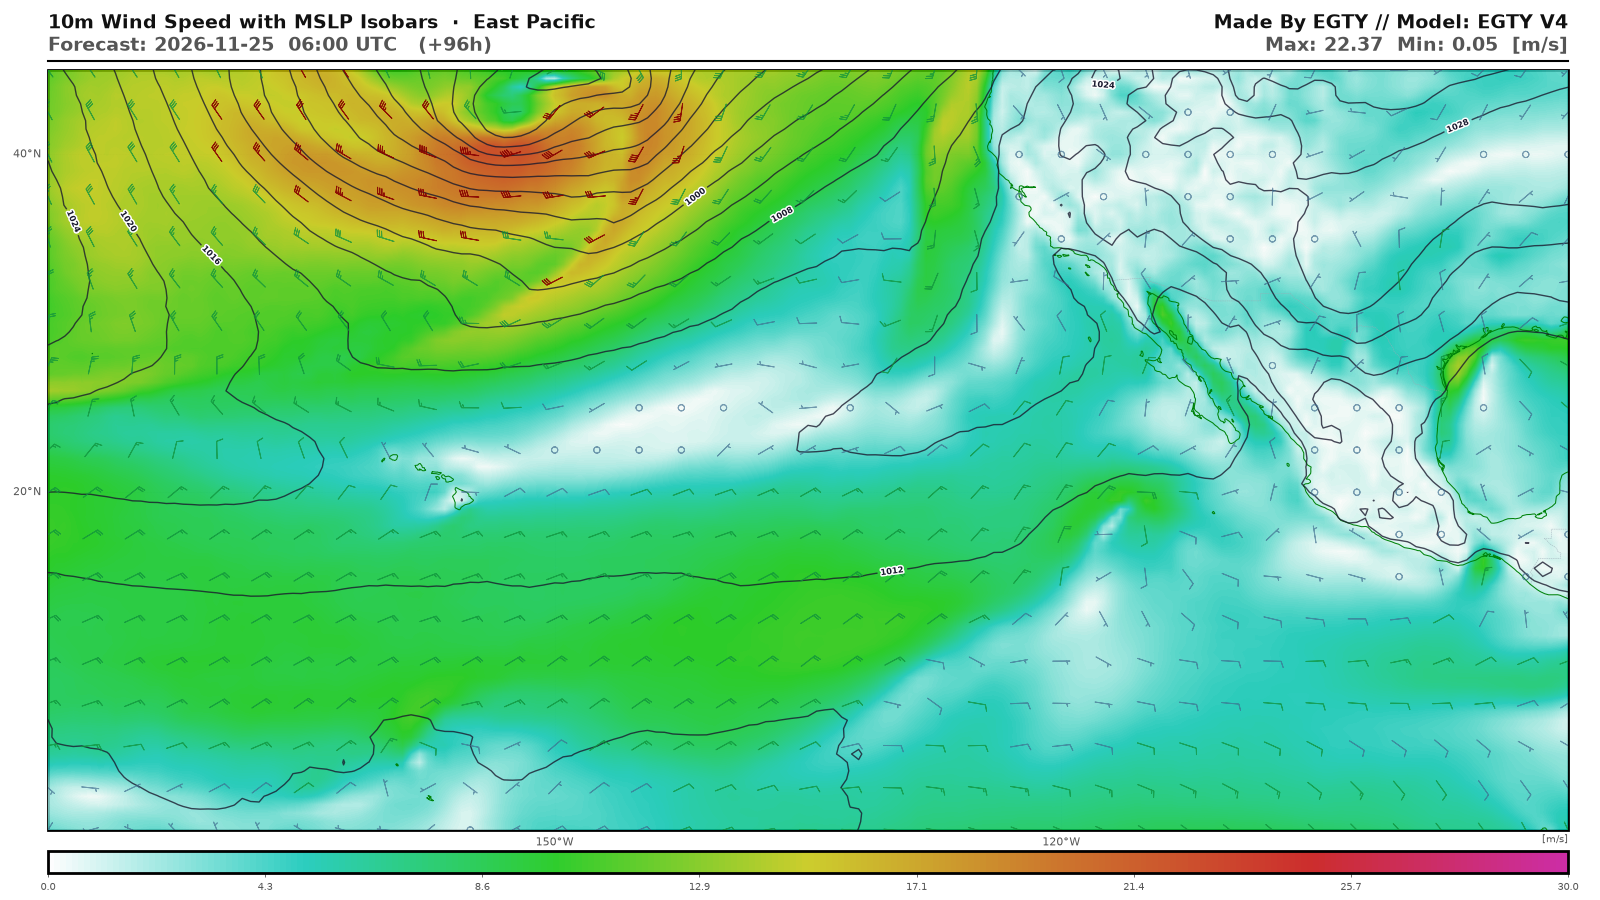 10m Wind Speed with MSLP Isobars · East Pacific
Made By EGTY // Model: EGTY V4
Forecast: 2026-11-25 06:00 UTC (+96h)
Max: 22.37 Min: 0.05 [m/s]
1024
1028
40°N
1000
1008
1024
1020
1016
20°N
1012
150°W
120°W
[m/s]
0.0
4.3
8.6
12.9
17.1
21.4
25.7
30.0